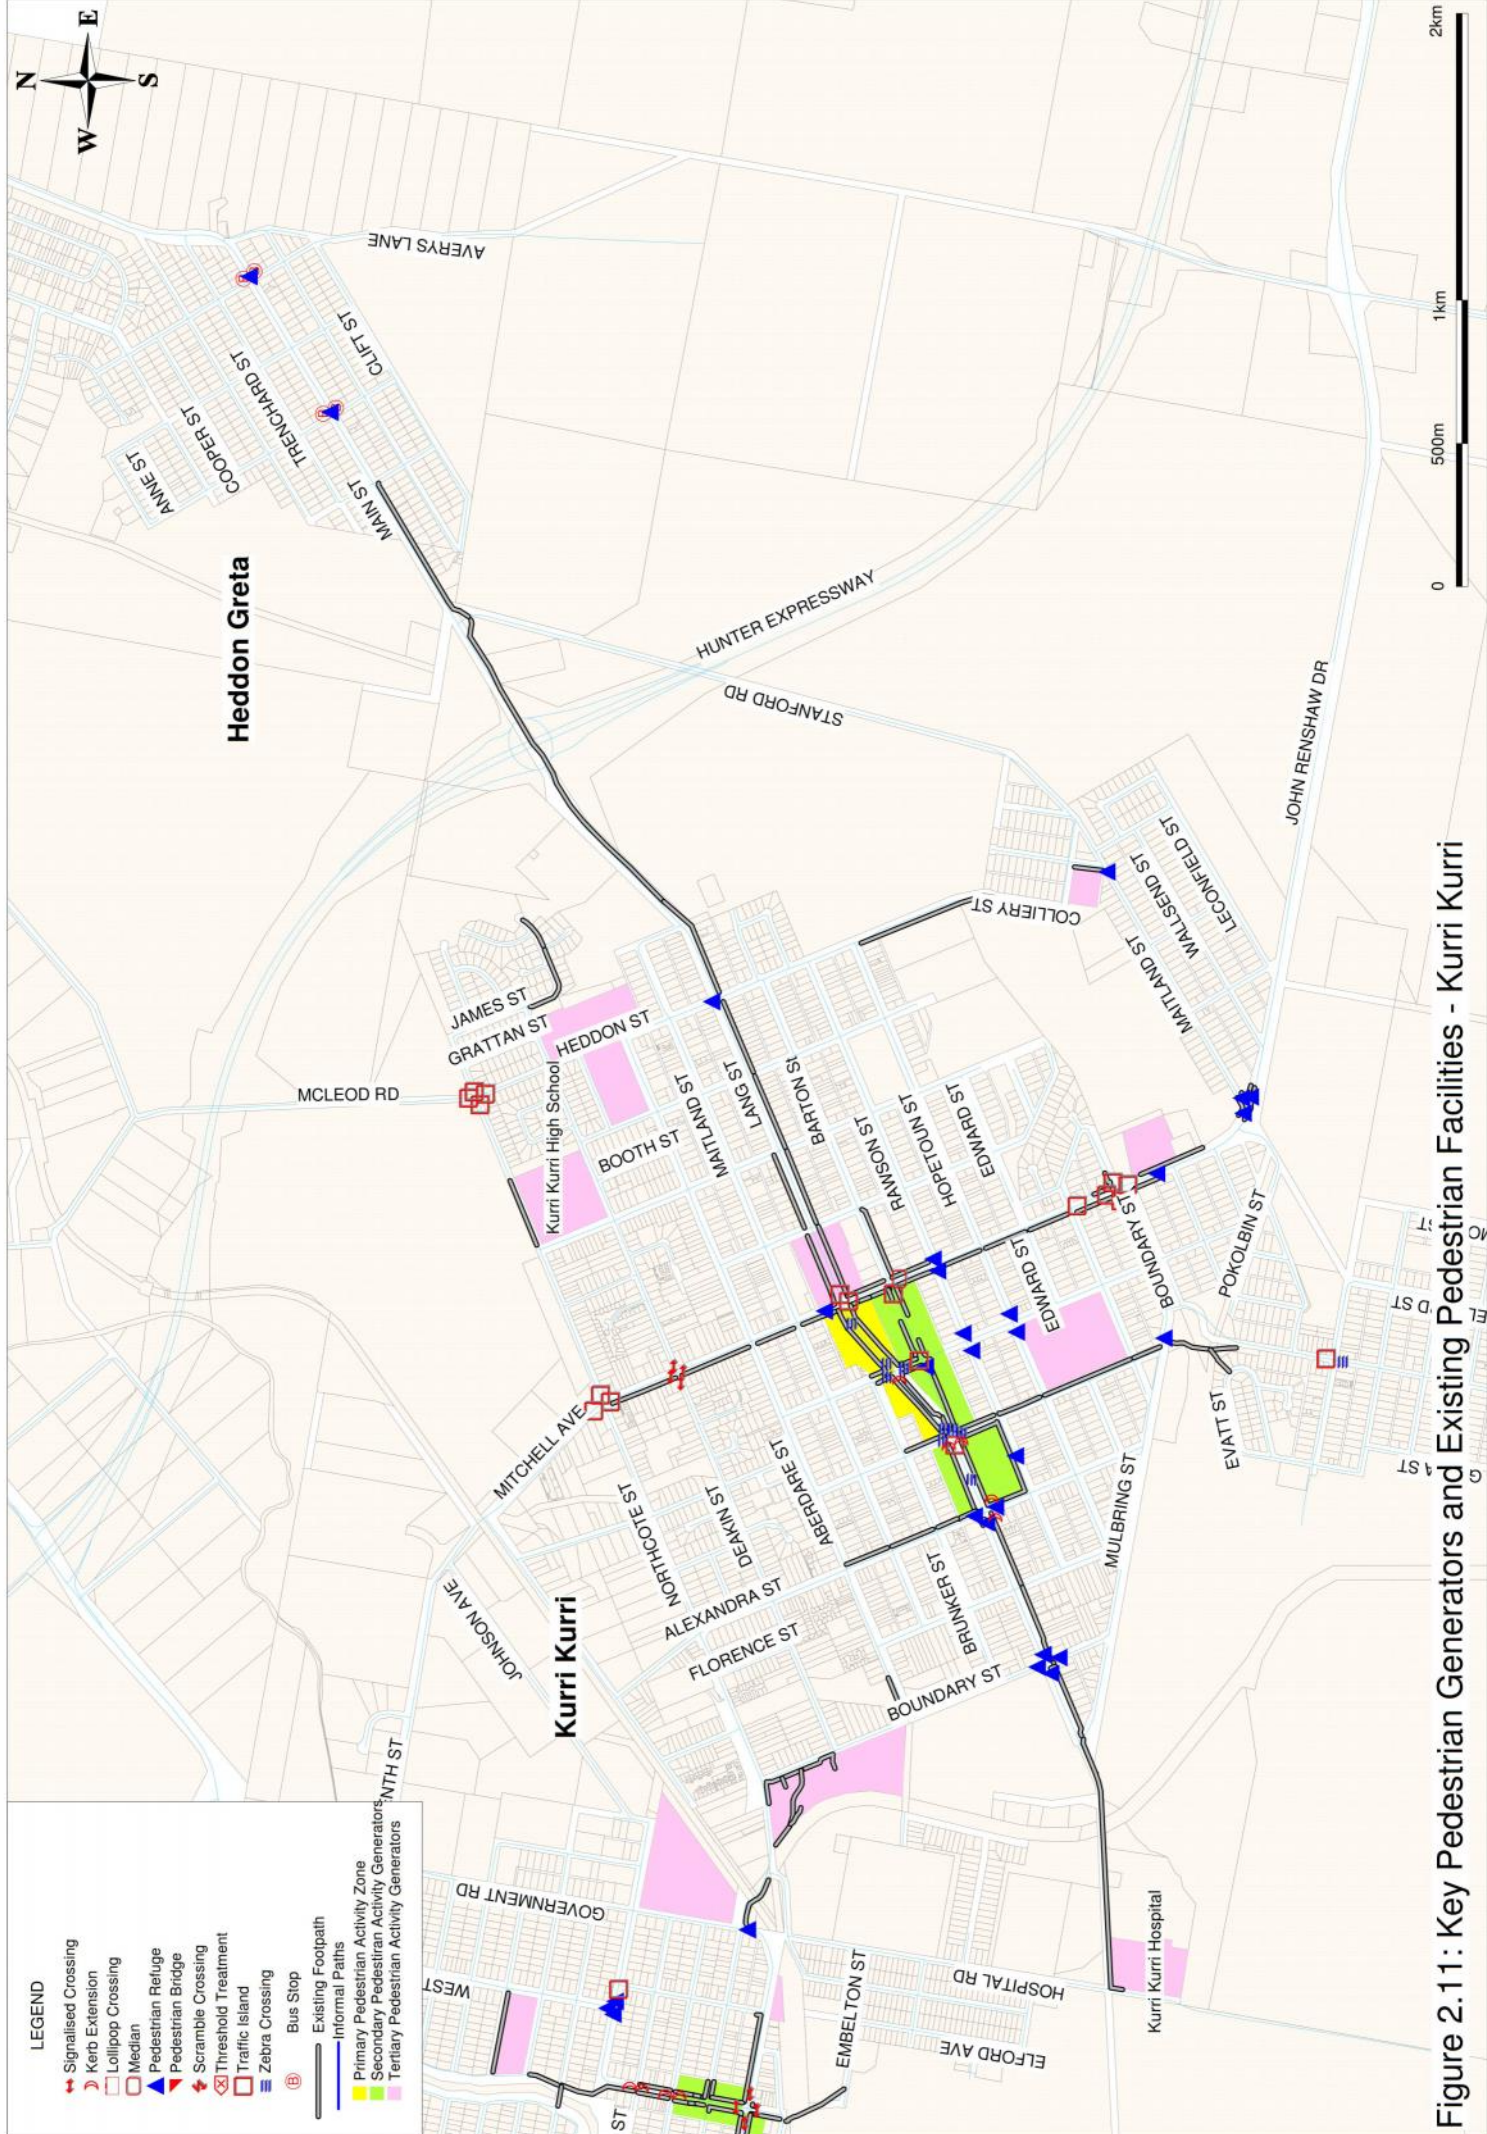 N
E
S
W
LEGEND
Signalised Crossing
Kerb Extension
Lollipop Crossing
Median
Pedestrian Refuge
Pedestrian Bridge
Scramble Crossing
Threshold Treatment
Traffic Island
Zebra Crossing
B Bus Stop
Existing Footpath
Informal Paths
Primary Pedestrian Activity Zone
Secondary Pedestiran Activity Generators
Tertiary Pedestrian Activity Generators
Heddon Greta
Kurri Kurri
AVERYS LANE
CLIFT ST
TRENCHARD ST
COOPER ST
ANNE ST
MAIN ST
HUNTER EXPRESSWAY
STANFORD RD
JOHN RENSHAW DR
MCLEOD RD
JAMES ST
GRATTAN ST
HEDDON ST
Kurri Kurri High School
BOOTH ST
MAITLAND ST
LANG ST
BARTON St
RAWSON ST
HOPETOUN ST
EDWARD ST
COLLIERY ST
MAITLAND ST
WALLSEND ST
LECONFIELD ST
EDWARD ST
BOUNDARY ST
POKOLBIN ST
EVATT ST
MULBRING ST
MITCHELL AVE
JOHNSON AVE
NORTHCOTE ST
DEAKIN ST
ABERDARE ST
ALEXANDRA ST
FLORENCE ST
BRUNKER ST
BOUNDARY ST
NTH ST
GOVERNMENT RD
WEST
ST
EMBELTON ST
HOSPITAL RD
ELFORD AVE
Kurri Kurri Hospital
0
500m
1km
2km
Figure 2.11: Key Pedestrian Generators and Existing Pedestrian Facilities - Kurri Kurri